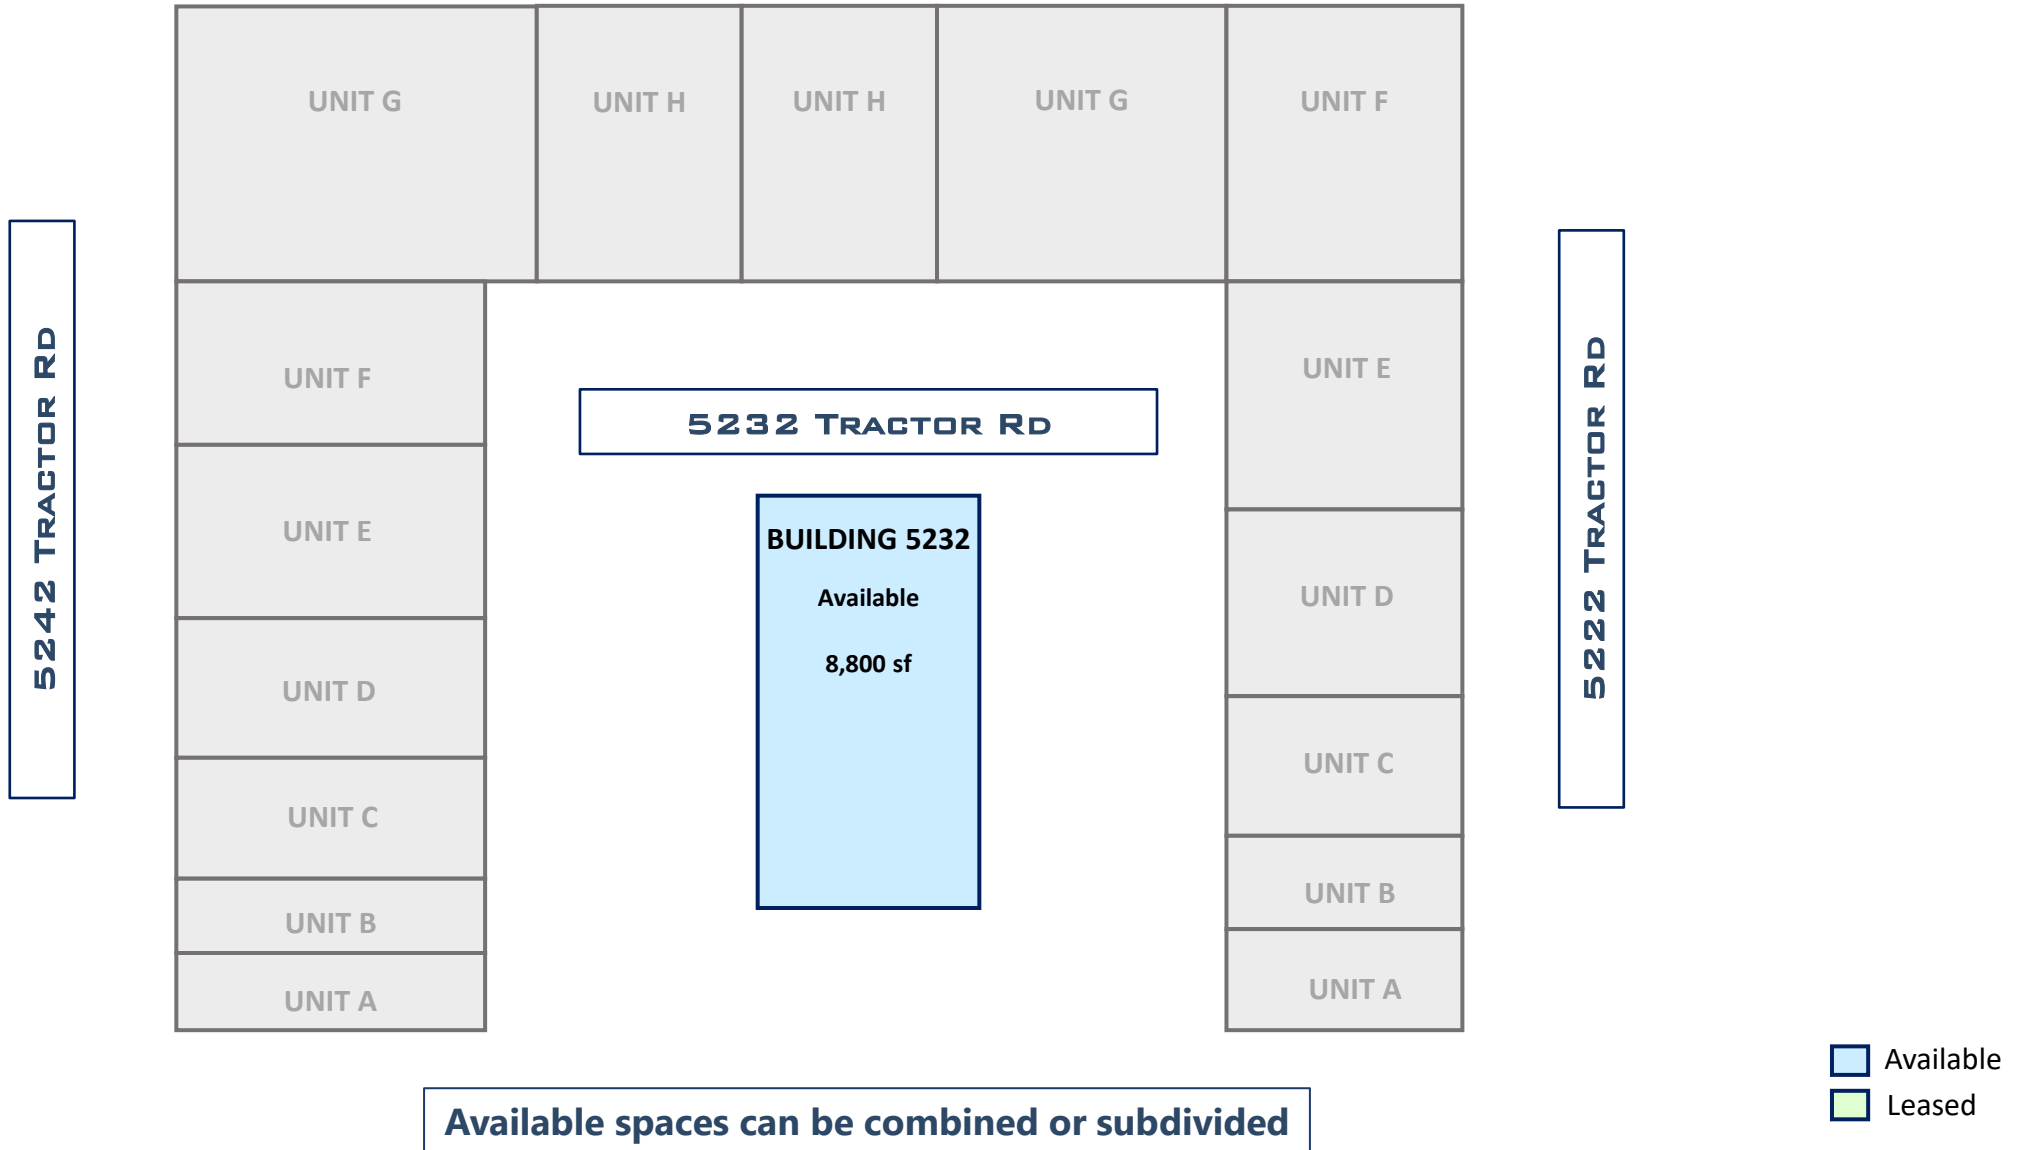 UNIT G
UNIT H
UNIT H
UNIT G
UNIT F
5242 TRACTOR RD
UNIT F
UNIT E
UNIT D
UNIT C
UNIT B
UNIT A
5232 TRACTOR RD
BUILDING 5232
Available
8,800 sf
UNIT E
UNIT D
UNIT C
UNIT B
UNIT A
5222 TRACTOR RD
Available
Leased
Available spaces can be combined or subdivided